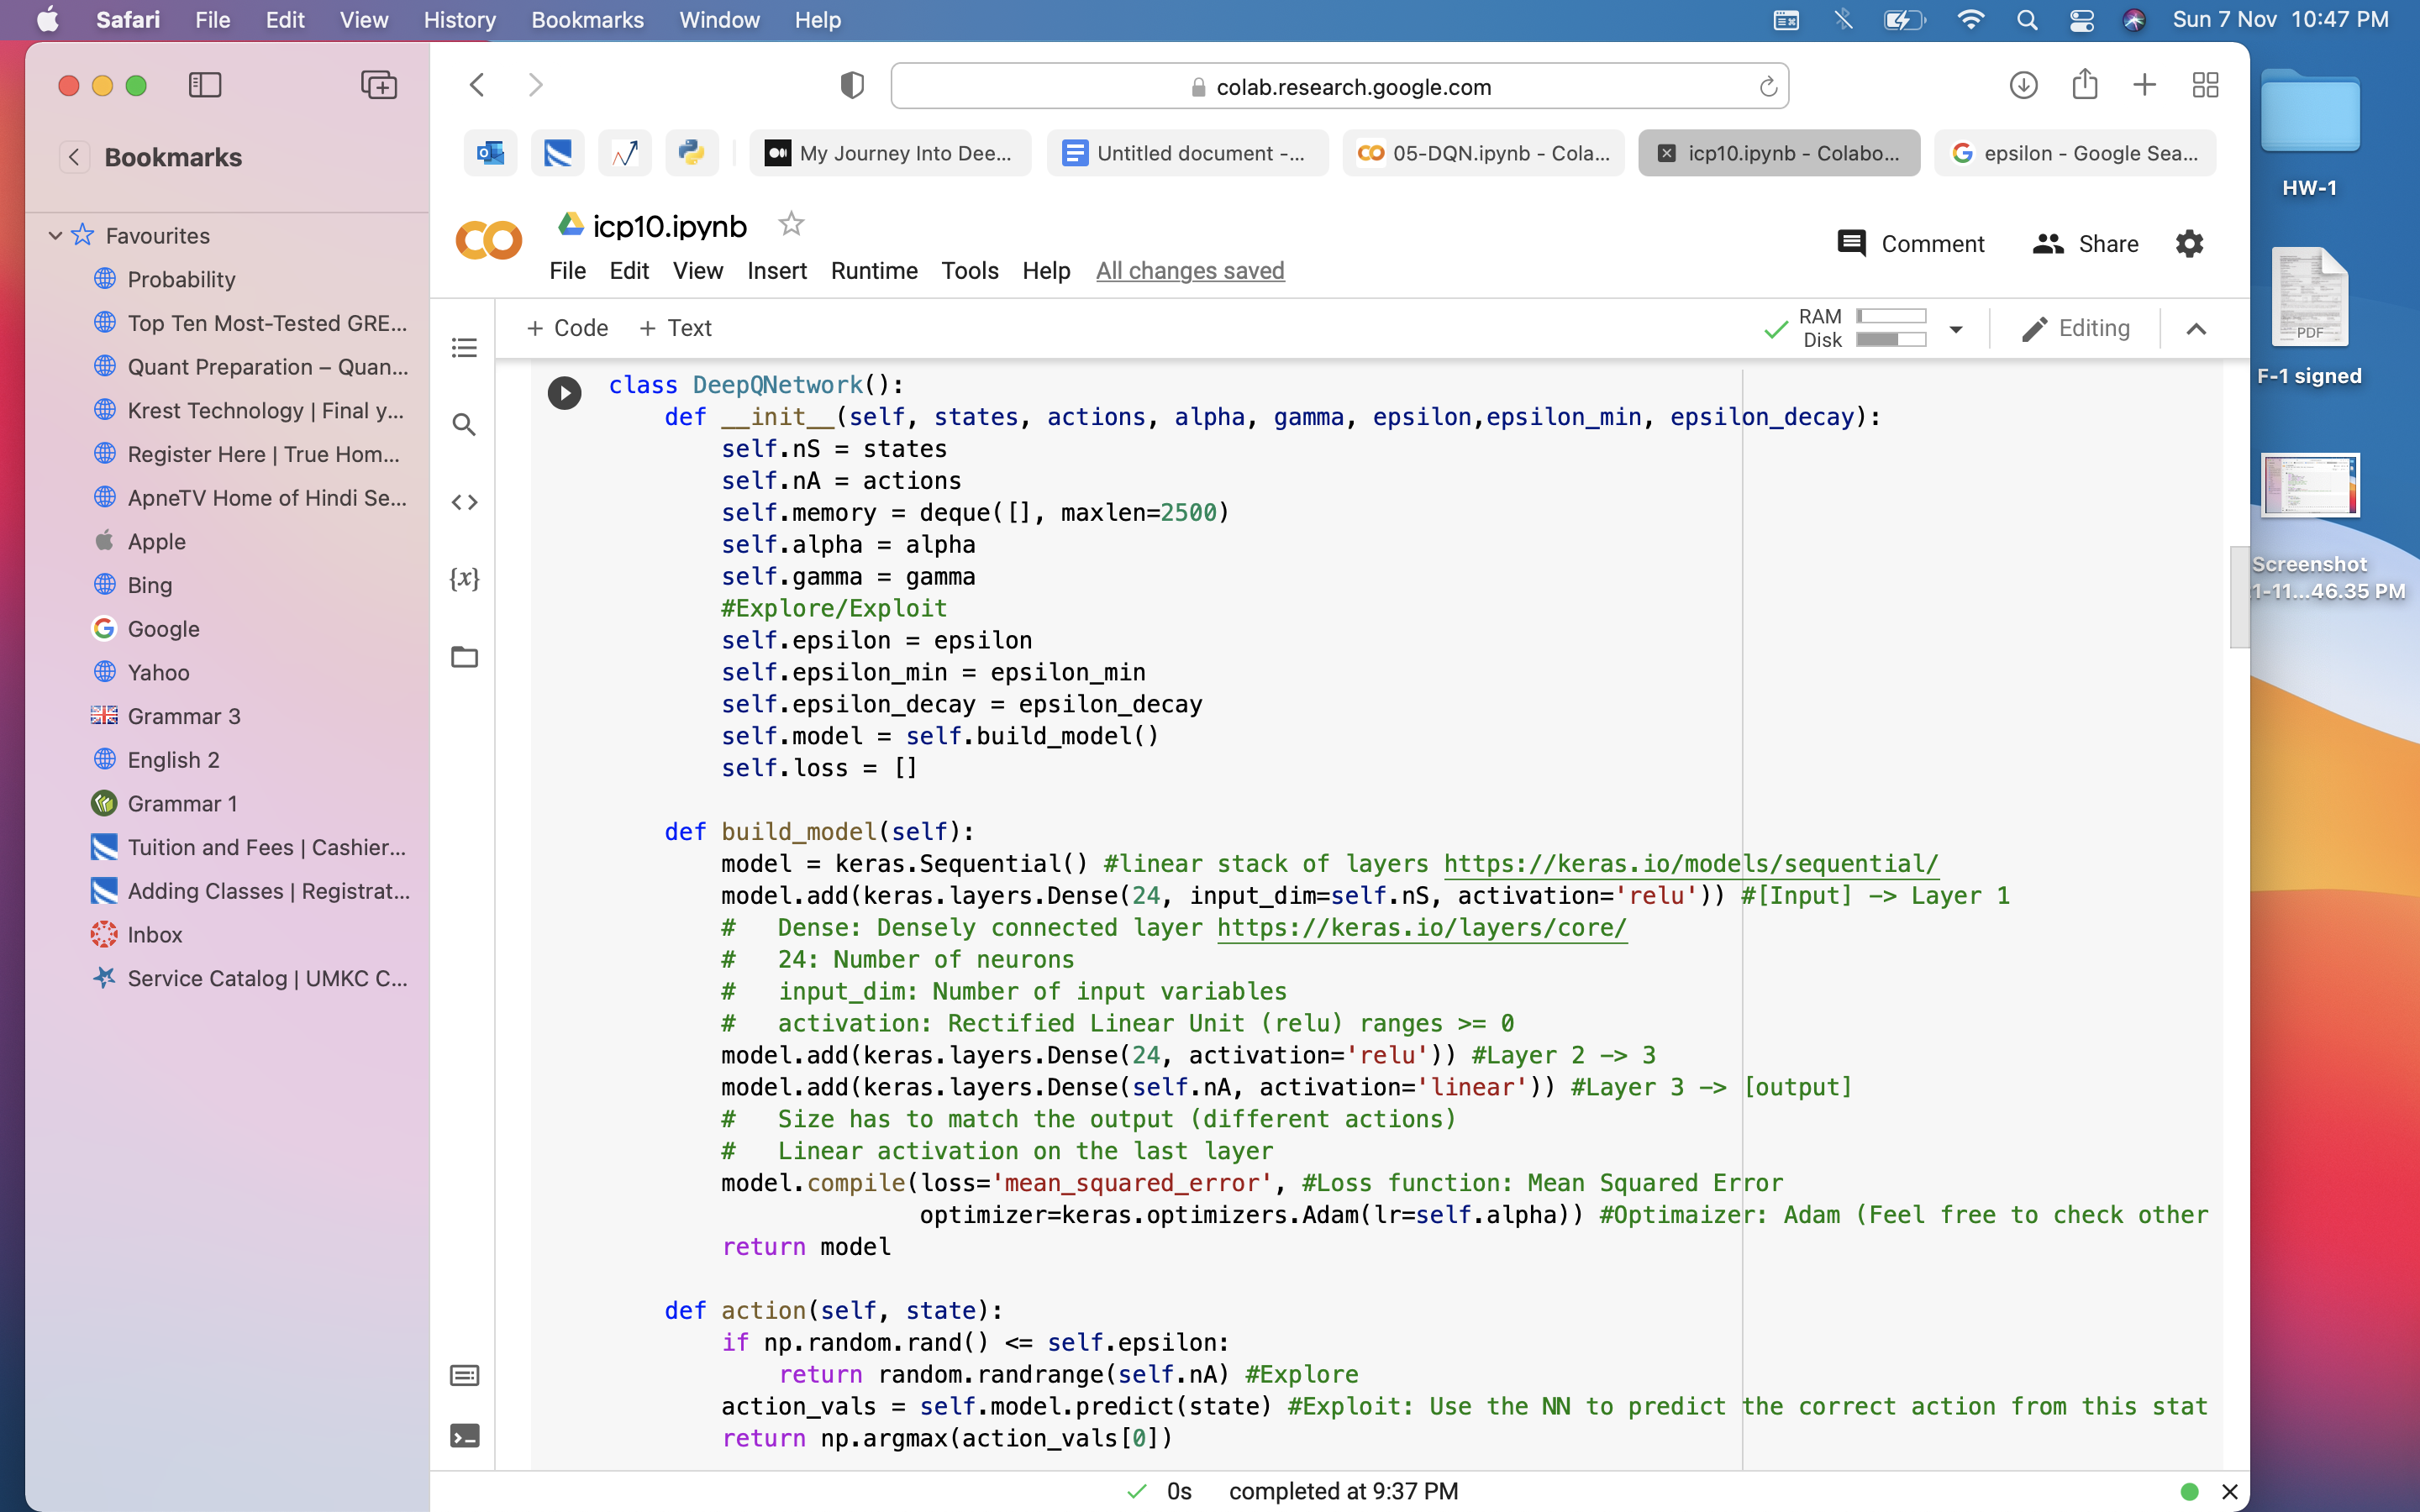 Safari File Edit View History Bookmarks Window Help Sun 7 Nov 10:47 PM
colab.research.google.com
Bookmarks
My Journey Into Dee... Untitled document -... 05-DQN.ipynb - Cola... icp10.ipynb - Colabo... epsilon - Google Sea...
Favourites
Probability
Top Ten Most-Tested GRE...
Quant Preparation – Quan...
Krest Technology | Final y...
Register Here | True Hom...
ApneTV Home of Hindi Se...
Apple
Bing
Google
Yahoo
Grammar 3
English 2
Grammar 1
Tuition and Fees | Cashier...
Adding Classes | Registrat...
Inbox
Service Catalog | UMKC C...
icp10.ipynb
Comment Share
File Edit View Insert Runtime Tools Help All changes saved
+ Code + Text
RAM
Disk
Editing
class DeepQNetwork():
    def __init__(self, states, actions, alpha, gamma, epsilon,epsilon_min, epsilon_decay):
        self.nS = states
        self.nA = actions
        self.memory = deque([], maxlen=2500)
        self.alpha = alpha
        self.gamma = gamma
        #Explore/Exploit
        self.epsilon = epsilon
        self.epsilon_min = epsilon_min
        self.epsilon_decay = epsilon_decay
        self.model = self.build_model()
        self.loss = []
    def build_model(self):
        model = keras.Sequential() #linear stack of layers https://keras.io/models/sequential/
        model.add(keras.layers.Dense(24, input_dim=self.nS, activation='relu')) #[Input] -> Layer 1
        #   Dense: Densely connected layer https://keras.io/layers/core/
        #   24: Number of neurons
        #   input_dim: Number of input variables
        #   activation: Rectified Linear Unit (relu) ranges >= 0
        model.add(keras.layers.Dense(24, activation='relu')) #Layer 2 -> 3
        model.add(keras.layers.Dense(self.nA, activation='linear')) #Layer 3 -> [output]
        #   Size has to match the output (different actions)
        #   Linear activation on the last layer
        model.compile(loss='mean_squared_error', #Loss function: Mean Squared Error
                      optimizer=keras.optimizers.Adam(lr=self.alpha)) #Optimaizer: Adam (Feel free to check other
        return model
    def action(self, state):
        if np.random.rand() <= self.epsilon:
            return random.randrange(self.nA) #Explore
        action_vals = self.model.predict(state) #Exploit: Use the NN to predict the correct action from this stat
        return np.argmax(action_vals[0])
0s completed at 9:37 PM
HW-1
PDF
F-1 signed
Screenshot
1-11...46.35 PM